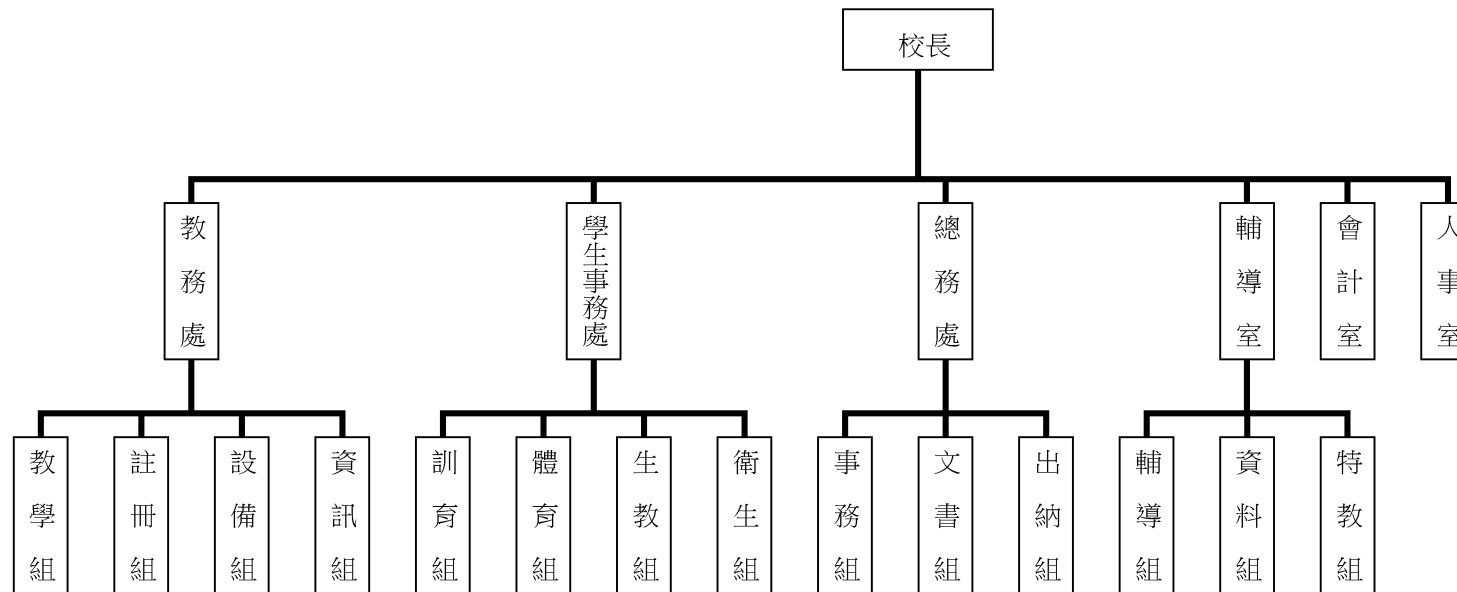 校長
教務處
學生事務處
總務處
輔導室
會計室
人事室
教學組
註冊組
設備組
資訊組
訓育組
體育組
生教組
衛生組
事務組
文書組
出納組
輔導組
資料組
特教組